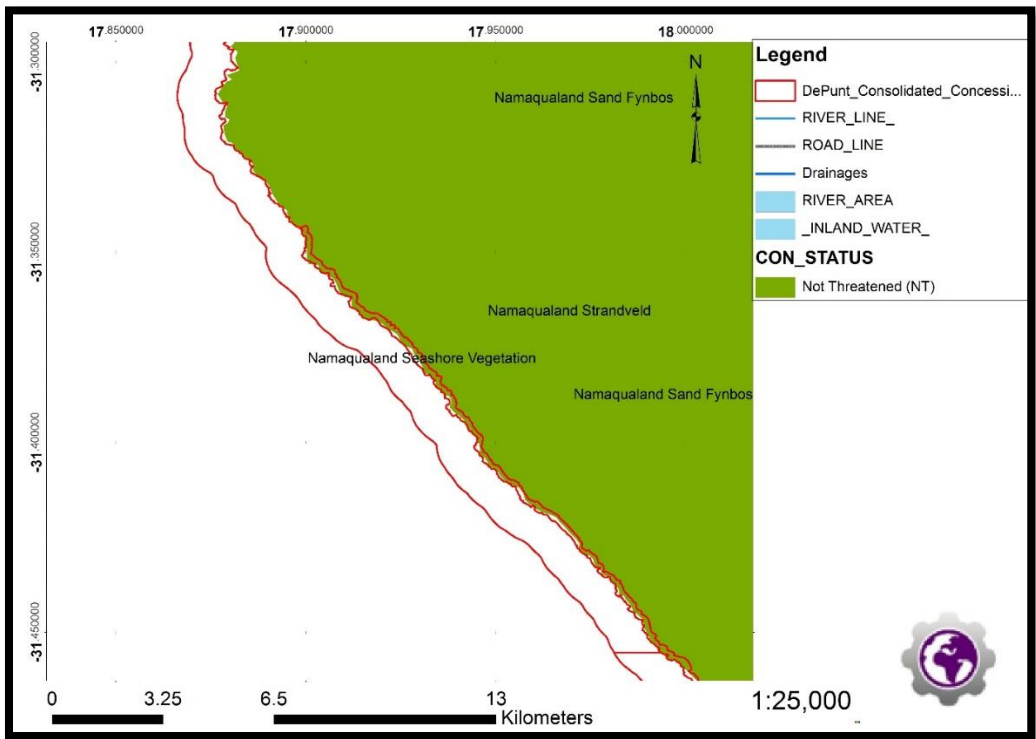 17.850000 17.900000 17.950000 18.000000
-31.300000
-31.350000
-31.400000
-31.450000
N
Namaqualand Sand Fynbos
Namaqualand Strandveld
Namaqualand Seashore Vegetation
Namaqualand Sand Fynbos
Legend
DePunt_Consolidated_Concessi...
RIVER_LINE_
ROAD_LINE
Drainages
RIVER_AREA
_INLAND_WATER_
CON_STATUS
Not Threatened (NT)
0 3.25 6.5 13
Kilometers
1:25,000